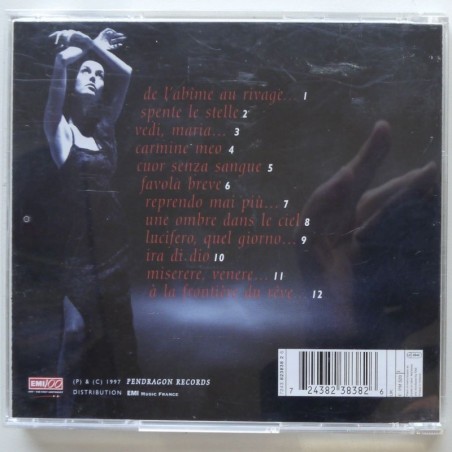 de l'abîme au rivage... 1
spente le stelle 2
vedi, maria... 3
carmine meo 4
cuor senza sangue 5
favola breve 6
reprendo mai più... 7
une ombre dans le ciel 8
lucifero, quel giorno... 9
ira di dio 10
miserere, venere... 11
à la frontière du rêve... 12
EMI 100
(P) & (C) 1997 PENDRAGON RECORDS
DISTRIBUTION EMI MUSIC FRANCE
7 24382 38382 6